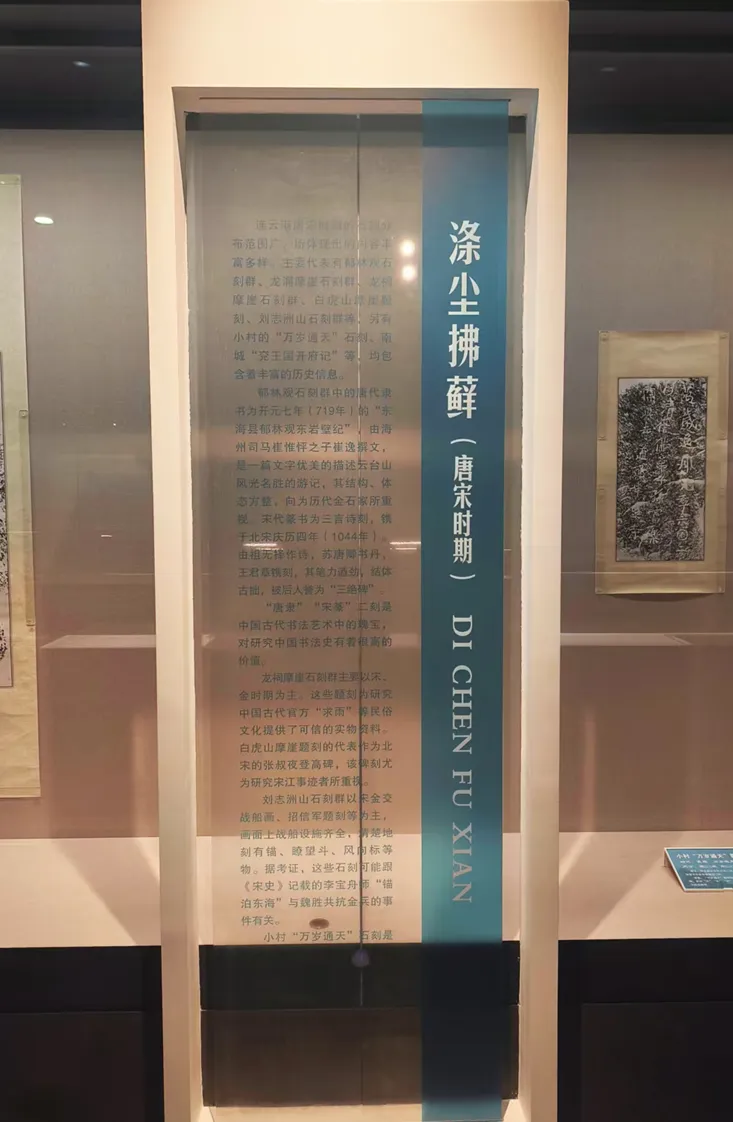 涤尘拂藓（唐宋时期）
DI CHEN FU XIAN
布范围广、
富多样。主要代表有郁林观石
刻群、龙洞摩崖石刻群、龙祠
摩崖石刻群、白虎山摩崖题
刻、刘志洲山石刻群等，另有
小村的“万岁通天”石刻、南
城“兖王国开府记”等，均包
含着丰富的历史信息。
郁林观石刻群中的唐代隶
书为开元七年（719年）的“东
海县郁林观东岩壁纪”，由海
州司马崔惟怦之子崔逸撰文，
是一篇文字优美的描述云台山
风光名胜的游记，其结构、体
态方整，向为历代金石家所重
视。宋代篆书为三言诗刻，镌
于北宋庆历四年（1044年）。
由祖无择作诗，苏唐卿书丹，
王君章镌刻，其笔力遒劲，结体
古拙，被后人誉为“三绝碑”。
“唐隶”“宋篆”二刻是
中国古代书法艺术中的瑰宝，
对研究中国书法史有着很高的
价值。
龙祠摩崖石刻群主要以宋、
金时期为主。这些题刻为研究
中国古代官方“求雨”等民俗
文化提供了可信的实物资料。
白虎山摩崖题刻的代表作为北
宋的张叔夜登高碑，该碑刻尤
为研究宋江事迹者所重视。
刘志洲山石刻群以宋金交
战船画、招信军题刻等为主，
画面上战船设施齐全，清楚地
刻有锚、瞭望斗、风向标等
物。据考证，这些石刻可能跟
《宋史》记载的李宝舟师“锚
泊东海”与魏胜共抗金兵的事
件有关。
小村“万岁通天”石刻是
小村“万岁通天”